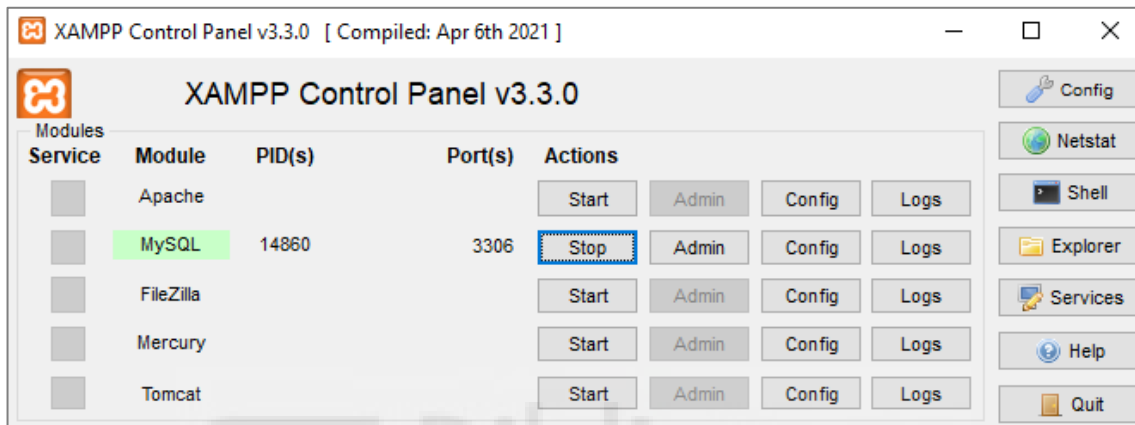 XAMPP Control Panel v3.3.0 [ Compiled: Apr 6th 2021 ]
XAMPP Control Panel v3.3.0
Modules
Service Module PID(s) Port(s) Actions
Apache Start Admin Config Logs
MySQL 14860 3306 Stop Admin Config Logs
FileZilla Start Admin Config Logs
Mercury Start Admin Config Logs
Tomcat Start Admin Config Logs
Config
Netstat
Shell
Explorer
Services
Help
Quit